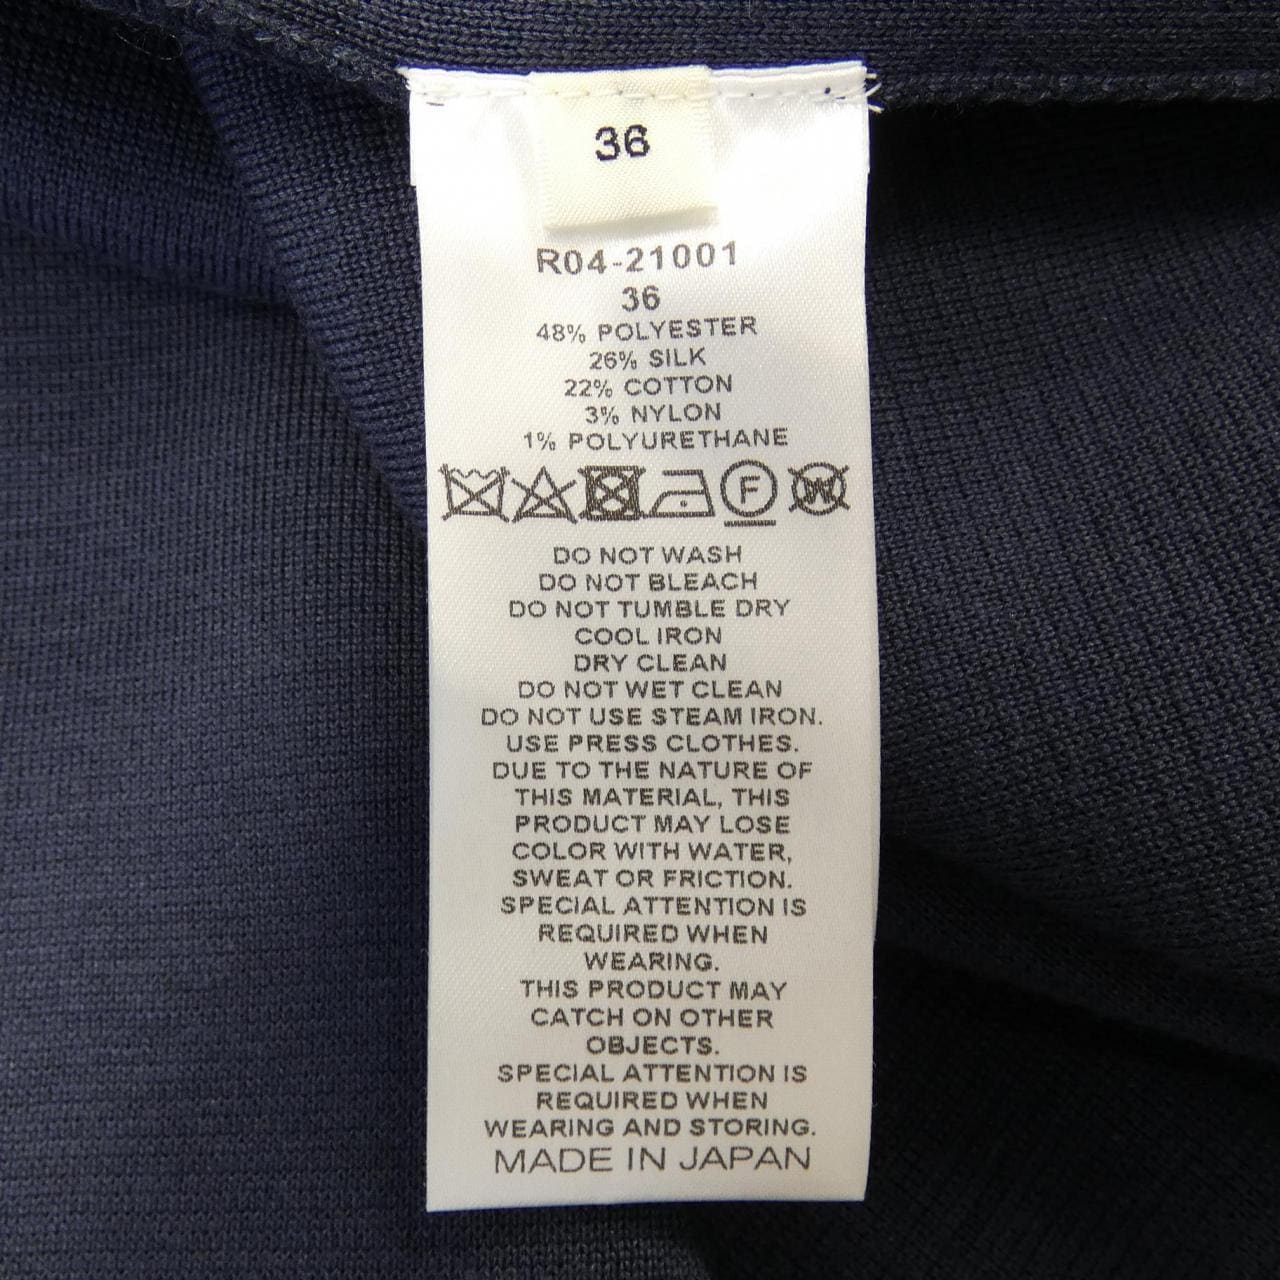 36
R04-21001
36
48% POLYESTER
26% SILK
22% COTTON
3% NYLON
1% POLYURETHANE
F W
DO NOT WASH
DO NOT BLEACH
DO NOT TUMBLE DRY
COOL IRON
DRY CLEAN
DO NOT WET CLEAN
DO NOT USE STEAM IRON.
USE PRESS CLOTHES.
DUE TO THE NATURE OF
THIS MATERIAL, THIS
PRODUCT MAY LOSE
COLOR WITH WATER,
SWEAT OR FRICTION.
SPECIAL ATTENTION IS
REQUIRED WHEN
WEARING.
THIS PRODUCT MAY
CATCH ON OTHER
OBJECTS.
SPECIAL ATTENTION IS
REQUIRED WHEN
WEARING AND STORING.
MADE IN JAPAN